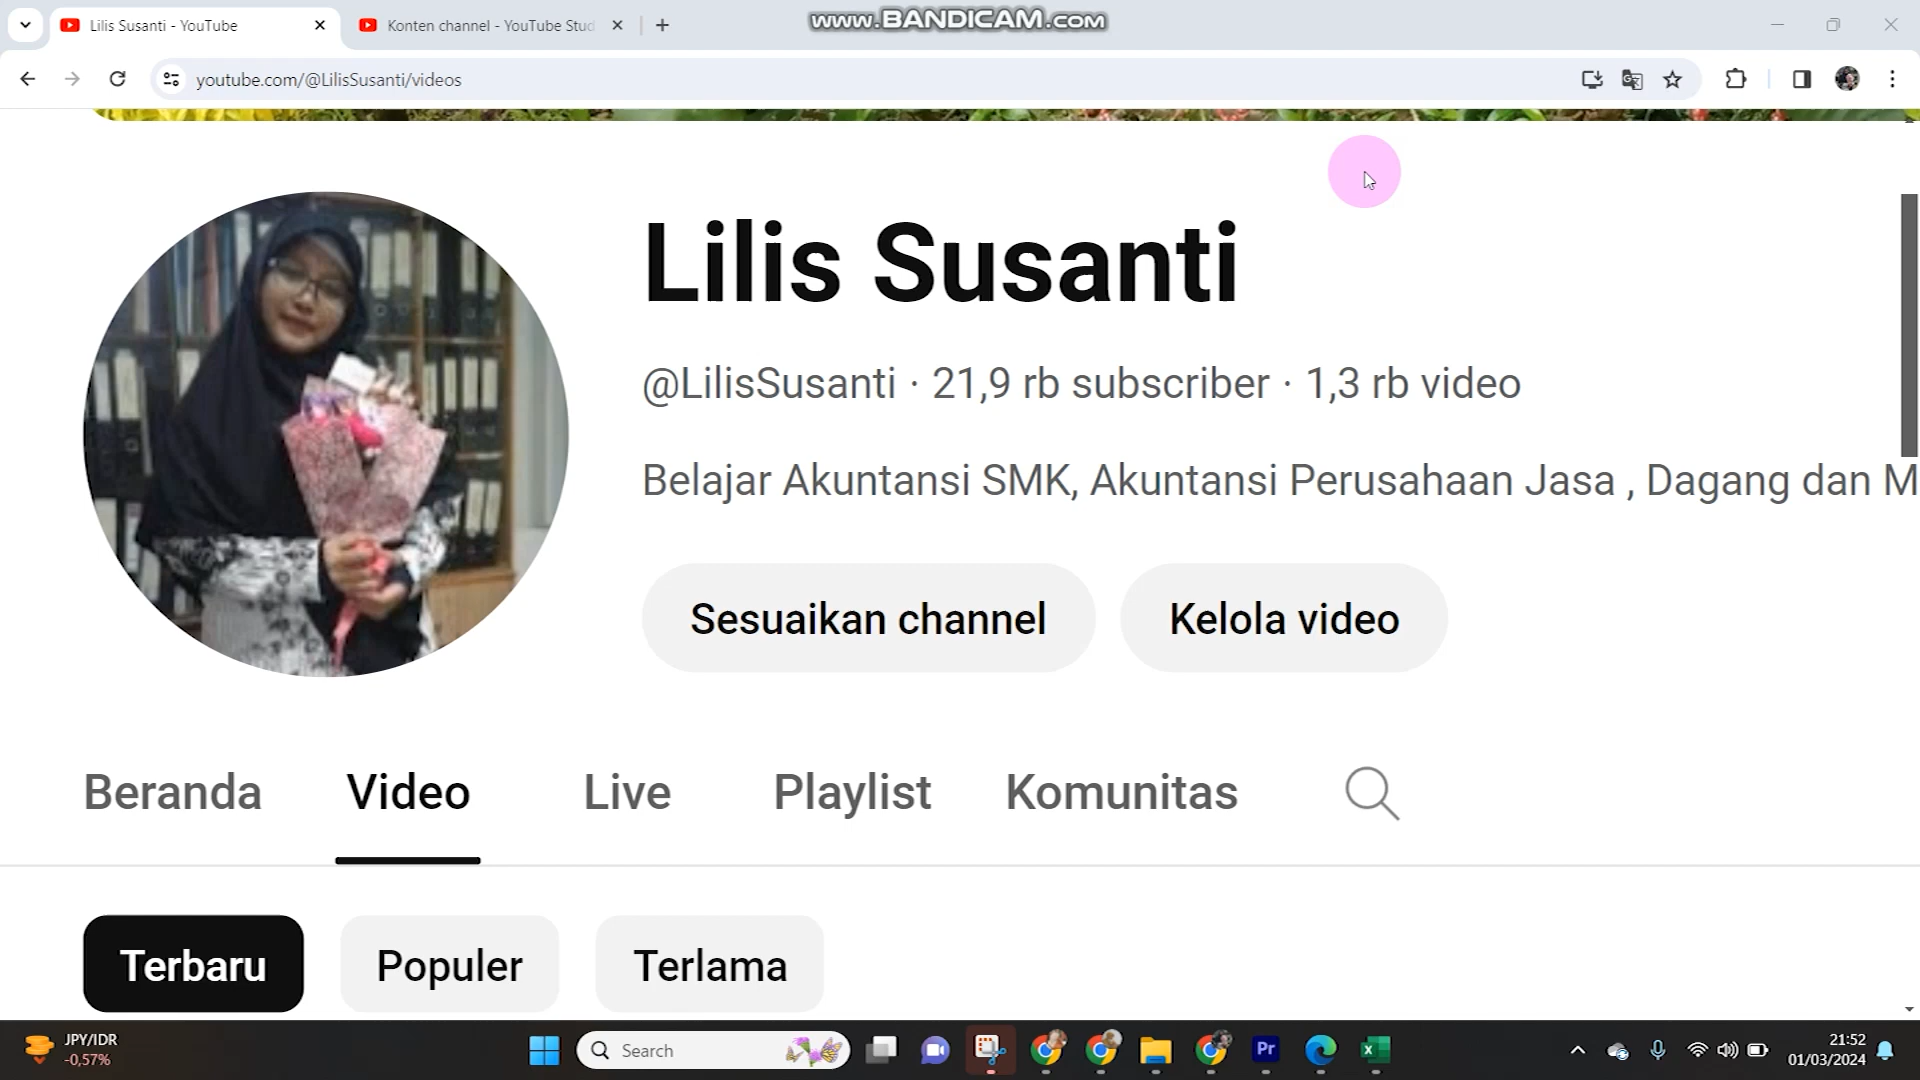 Lilis Susanti - YouTube
Konten channel - YouTube Stud
www.BANDICAM.com
youtube.com/@LilisSusanti/videos
Lilis Susanti
@LilisSusanti · 21,9 rb subscriber · 1,3 rb video
Belajar Akuntansi SMK, Akuntansi Perusahaan Jasa , Dagang dan M
Sesuaikan channel
Kelola video
Beranda
Video
Live
Playlist
Komunitas
Terbaru
Populer
Terlama
JPY/IDR
-0,57%
Search
Pr
21:52
01/03/2024